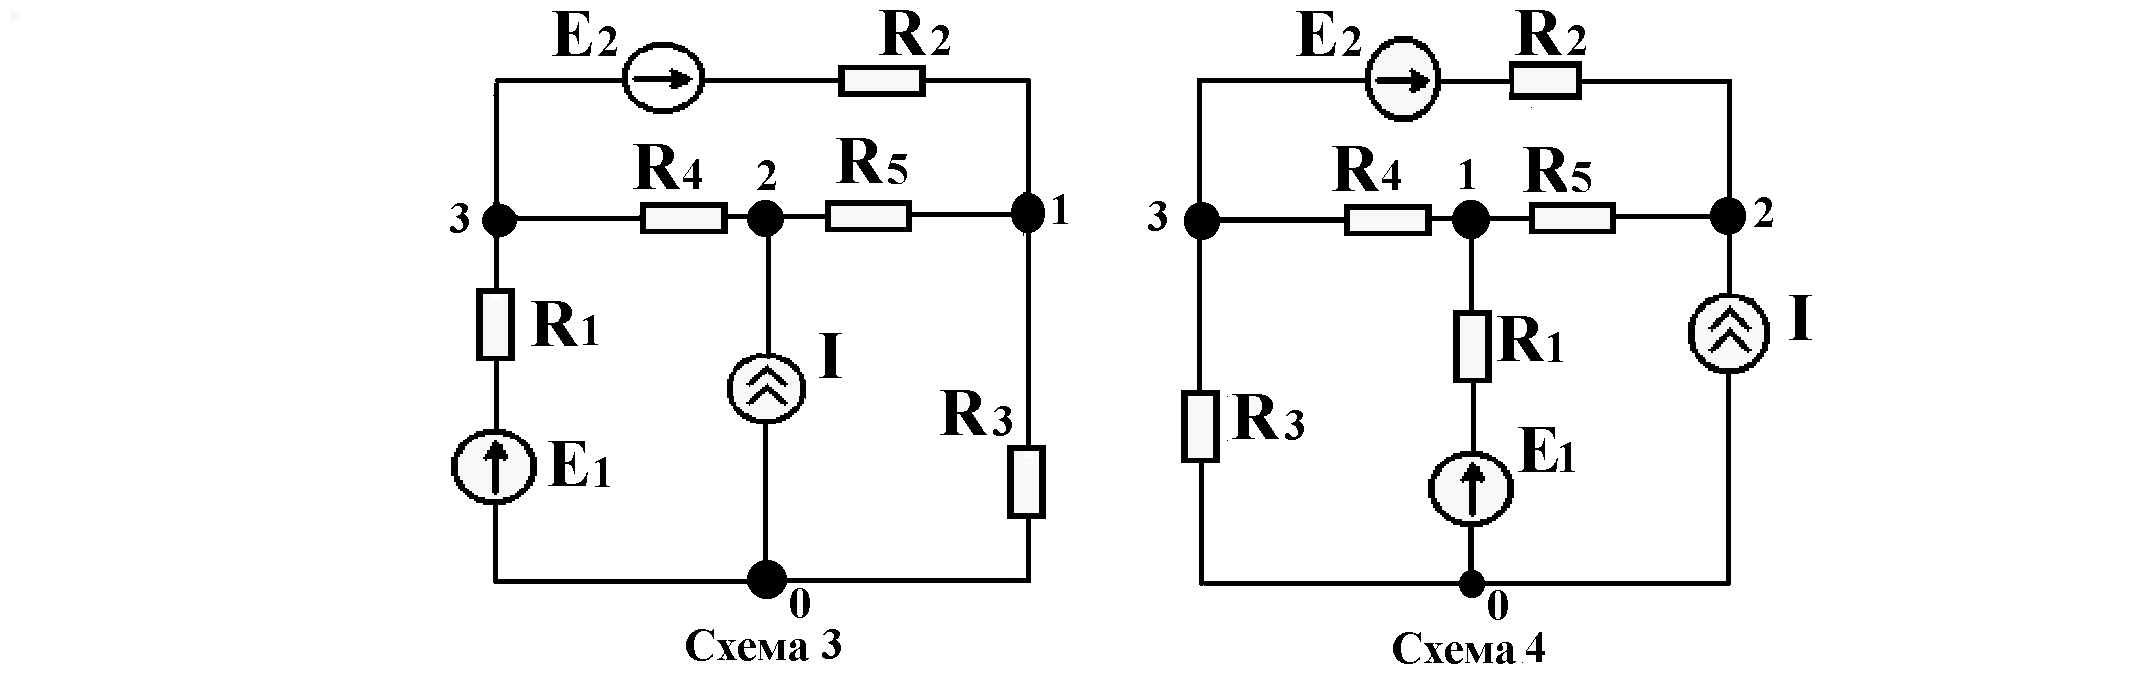 E2 R2 E2 R2
R4 2 R5 R4 1 R5
3 1 3 2
R1 I R1 I
R3 R3
E1 E1
0 0
Схема 3 Схема 4